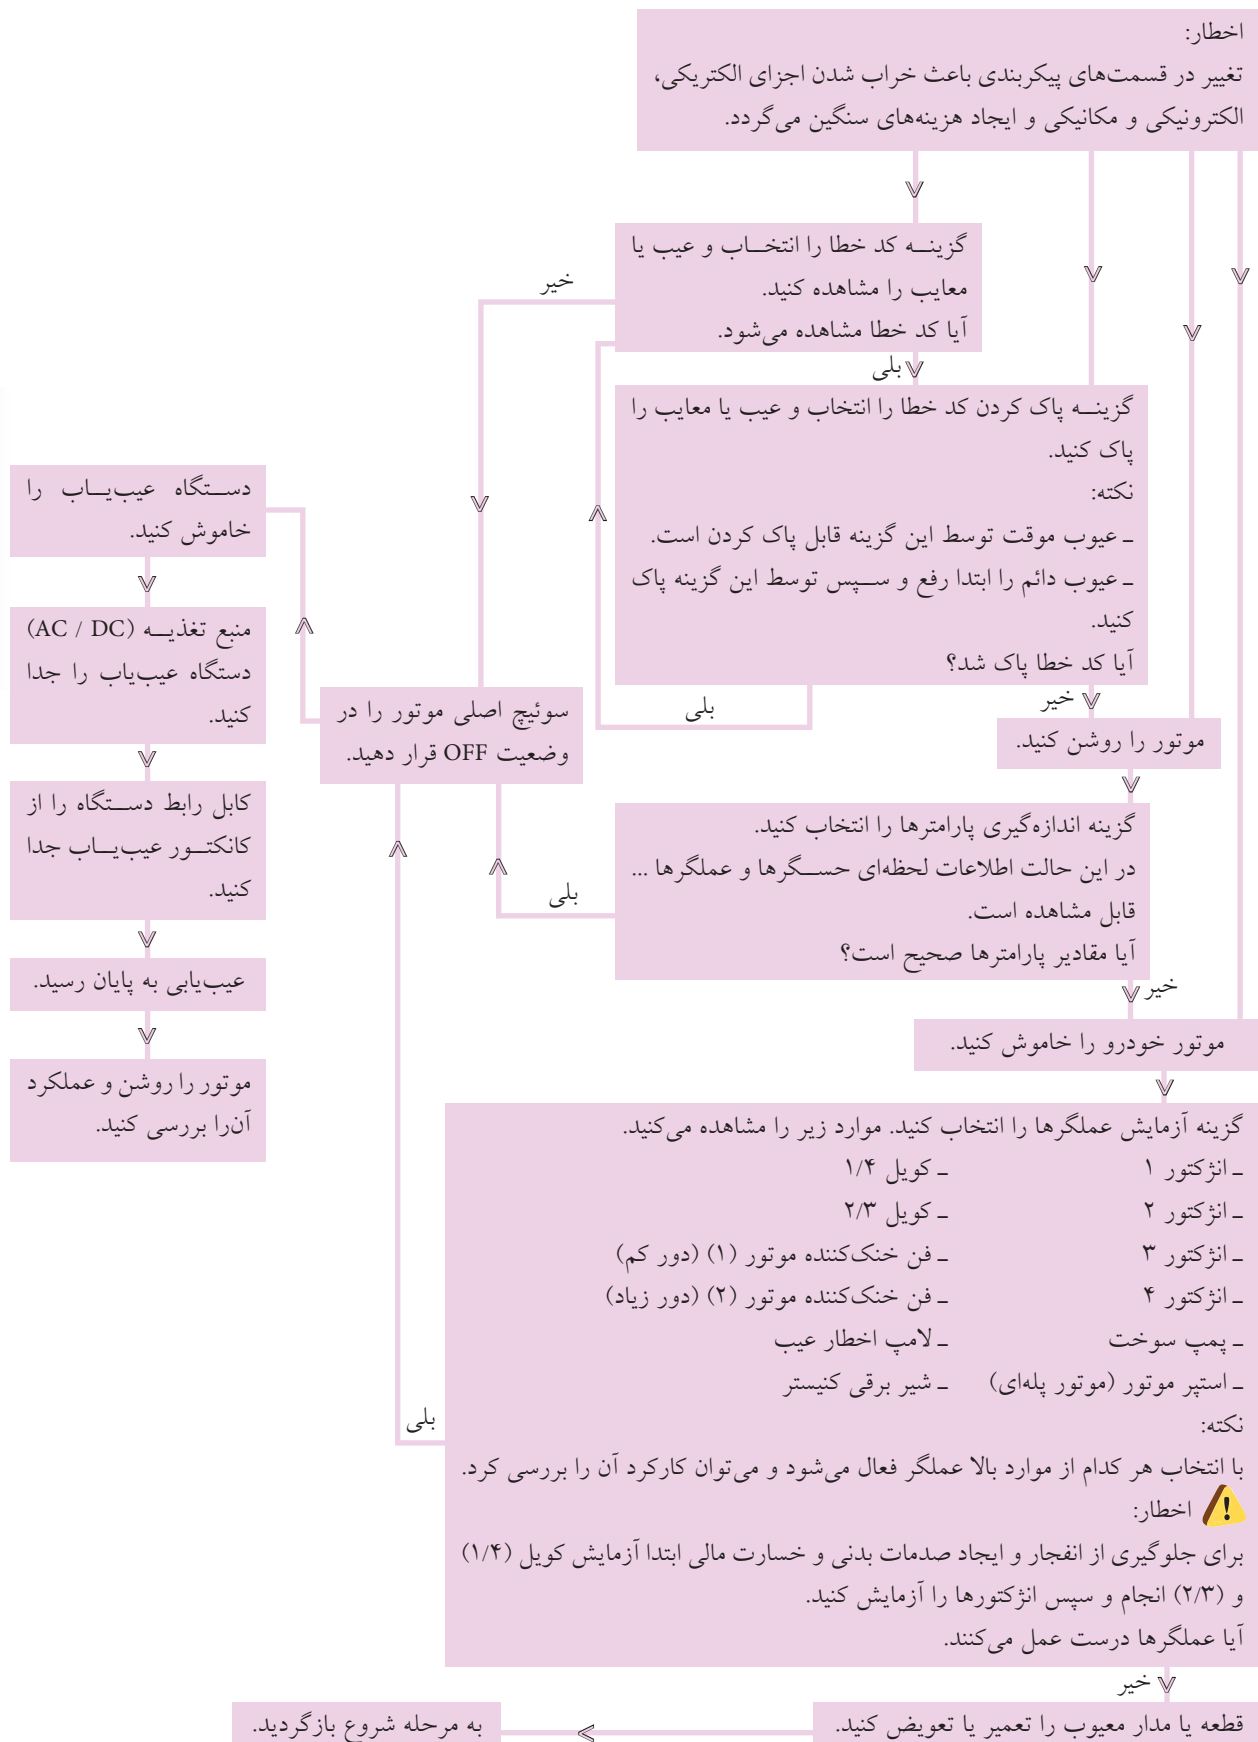 اخطار:
تغییر در قسمت‌های پیکربندی باعث خراب شدن اجزای الکتریکی،
الکترونیکی و مکانیکی و ایجاد هزینه‌های سنگین می‌گردد.
گزینه کد خطا را انتخاب و عیب یا
معایب را مشاهده کنید.
آیا کد خطا مشاهده می‌شود.
خیر
بلی
گزینه پاک کردن کد خطا را انتخاب و عیب یا معایب را
پاک کنید.
نکته:
ـ عیوب موقت توسط این گزینه قابل پاک کردن است.
ـ عیوب دائم را ابتدا رفع و سپس توسط این گزینه پاک
کنید.
آیا کد خطا پاک شد؟
خیر
بلی
موتور را روشن کنید.
گزینه اندازه‌گیری پارامترها را انتخاب کنید.
در این حالت اطلاعات لحظه‌ای حسگرها و عملگرها ...
قابل مشاهده است.
آیا مقادیر پارامترها صحیح است؟
بلی
خیر
موتور خودرو را خاموش کنید.
گزینه آزمایش عملگرها را انتخاب کنید. موارد زیر را مشاهده می‌کنید.
ـ انژکتور ۱ ـ کویل ۱/۴
ـ انژکتور ۲ ـ کویل ۲/۳
ـ انژکتور ۳ ـ فن خنک‌کننده موتور (۱) (دور کم)
ـ انژکتور ۴ ـ فن خنک‌کننده موتور (۲) (دور زیاد)
ـ پمپ سوخت ـ لامپ اخطار عیب
ـ استپر موتور (موتور پله‌ای) ـ شیر برقی کنیستر
نکته:
با انتخاب هر کدام از موارد بالا عملگر فعال می‌شود و می‌توان کارکرد آن را بررسی کرد.
اخطار:
برای جلوگیری از انفجار و ایجاد صدمات بدنی و خسارت مالی ابتدا آزمایش کویل (۱/۴)
و (۲/۳) انجام و سپس انژکتورها را آزمایش کنید.
آیا عملگرها درست عمل می‌کنند.
بلی
خیر
قطعه یا مدار معیوب را تعمیر یا تعویض کنید.
به مرحله شروع بازگردید.
سوئیچ اصلی موتور را در
وضعیت OFF قرار دهید.
دستگاه عیب‌یاب را
خاموش کنید.
منبع تغذیه (AC / DC)
دستگاه عیب‌یاب را جدا
کنید.
کابل رابط دستگاه را از
کانکتور عیب‌یاب جدا
کنید.
عیب‌یابی به پایان رسید.
موتور را روشن و عملکرد
آن‌را بررسی کنید.